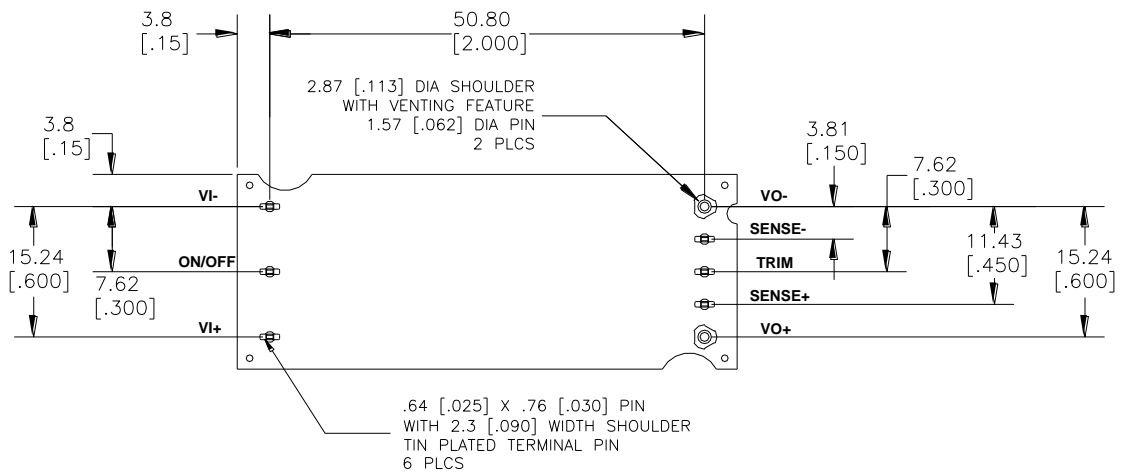 3.8
[.15]
50.80
[2.000]
2.87 [.113] DIA SHOULDER
WITH VENTING FEATURE
1.57 [.062] DIA PIN
2 PLCS
3.8
[.15]
3.81
[.150]
7.62
[.300]
VI-
VO-
SENSE-
15.24
[.600]
ON/OFF
7.62
[.300]
TRIM
11.43
[.450]
15.24
[.600]
SENSE+
VI+
VO+
.64 [.025] X .76 [.030] PIN
WITH 2.3 [.090] WIDTH SHOULDER
TIN PLATED TERMINAL PIN
6 PLCS